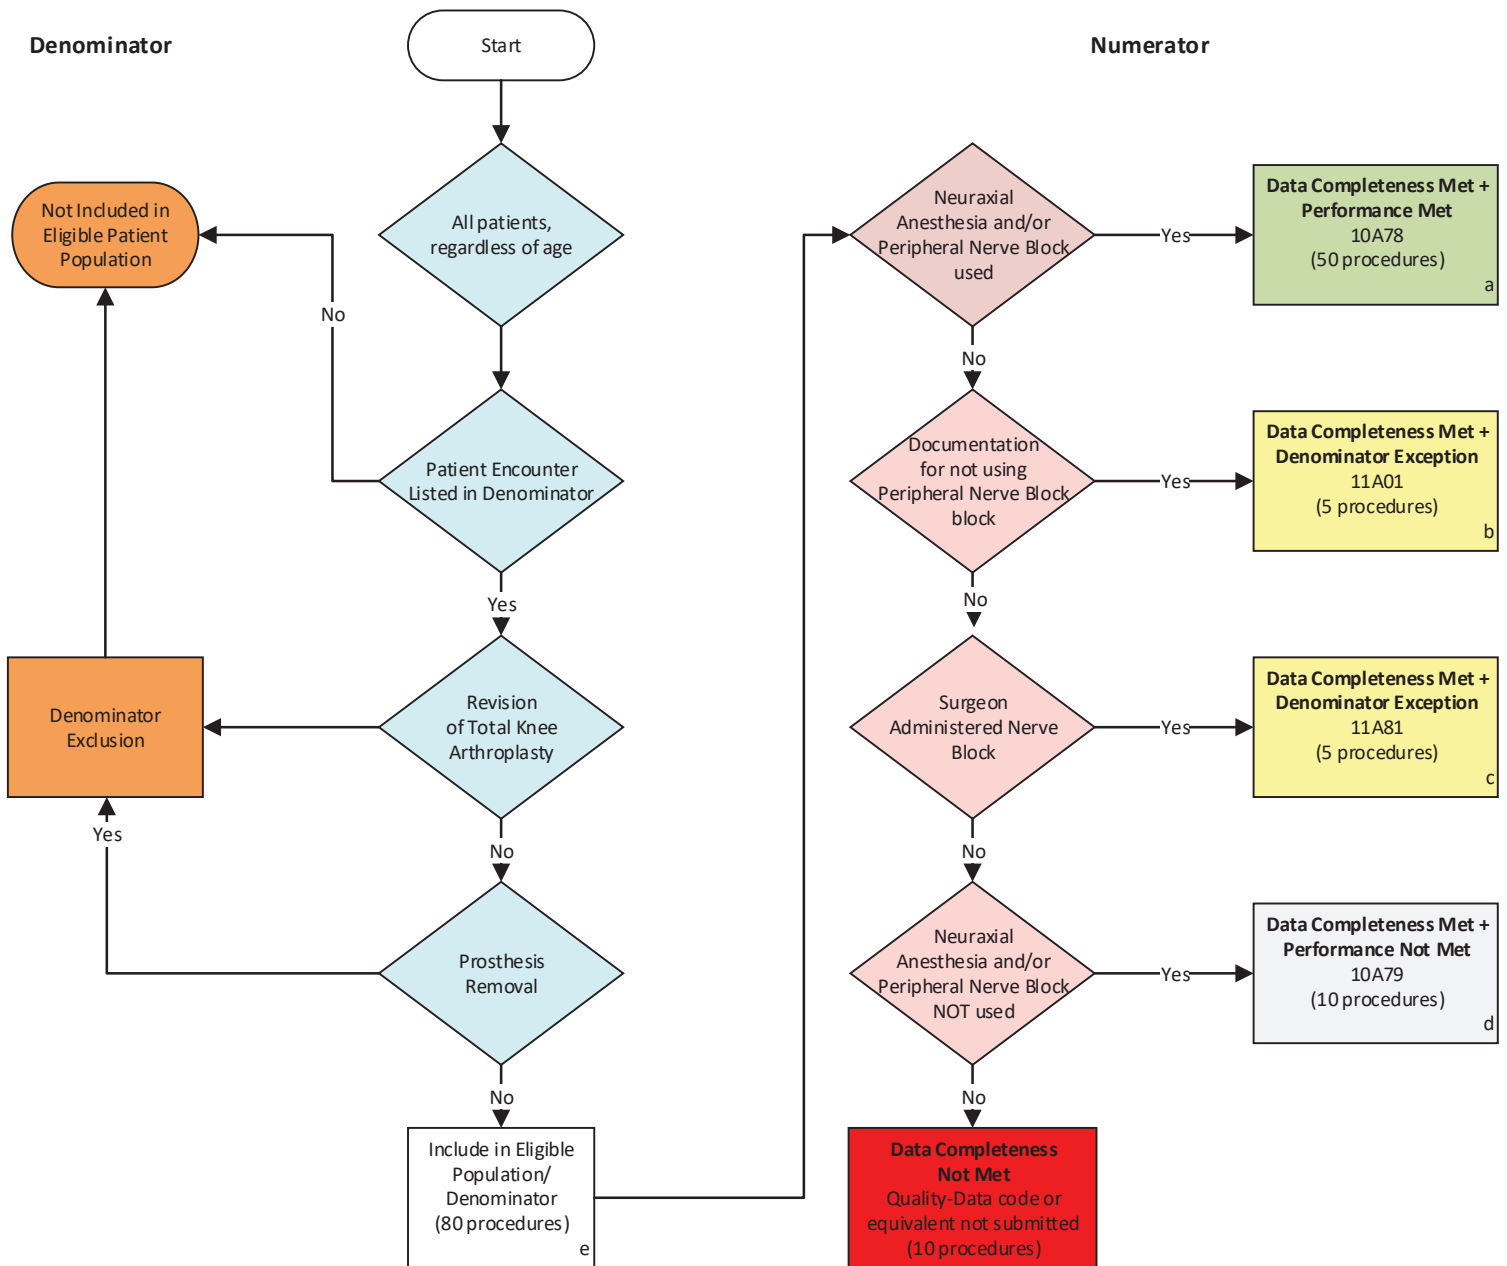 Denominator
Start
Numerator
All patients,
regardless of age
Not Included in
Eligible Patient
Population
No
Patient Encounter
Listed in Denominator
Yes
Revision
of Total Knee
Arthroplasty
Denominator
Exclusion
No
Yes
Prosthesis
Removal
No
Include in Eligible
Population/
Denominator
(80 procedures)
e
Neuraxial
Anesthesia and/or
Peripheral Nerve Block
used
Yes
Data Completeness Met +
Performance Met
10A78
(50 procedures)
a
No
Documentation
for not using
Peripheral Nerve Block
block
Yes
Data Completeness Met +
Denominator Exception
11A01
(5 procedures)
b
No
Surgeon
Administered Nerve
Block
Yes
Data Completeness Met +
Denominator Exception
11A81
(5 procedures)
c
No
Neuraxial
Anesthesia and/or
Peripheral Nerve Block
NOT used
Yes
Data Completeness Met +
Performance Not Met
10A79
(10 procedures)
d
No
Data Completeness
Not Met
Quality-Data code or
equivalent not submitted
(10 procedures)